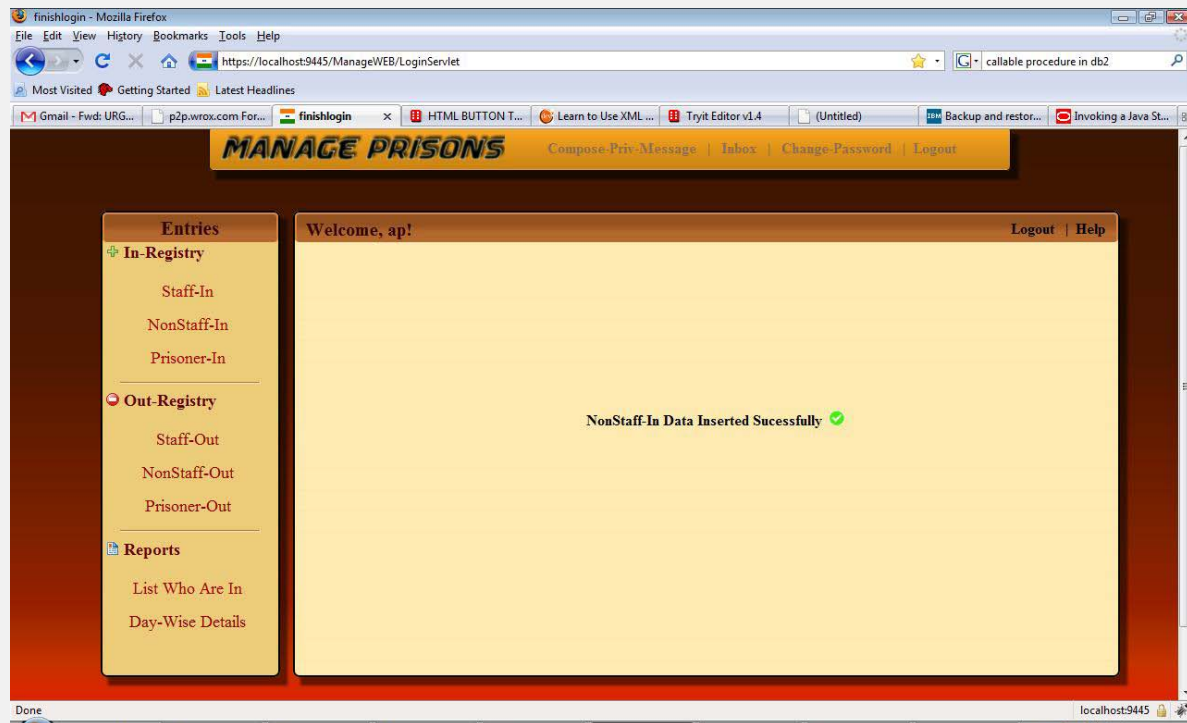 finishlogin - Mozilla Firefox
File Edit View History Bookmarks Tools Help
https://localhost:9445/ManageWEB/LoginServlet
G callable procedure in db2
Most Visited Getting Started Latest Headlines
Gmail - Fwd: URG... p2p.wrox.com For... finishlogin HTML BUTTON T... Learn to Use XML ... Tryit Editor v1.4 (Untitled) IBM Backup and restor... Invoking a Java St...
MANAGE PRISONS
Compose-Priv-Message | Inbox | Change-Password | Logout
Entries
In-Registry
Staff-In
NonStaff-In
Prisoner-In
Out-Registry
Staff-Out
NonStaff-Out
Prisoner-Out
Reports
List Who Are In
Day-Wise Details
Welcome, ap!
Logout | Help
NonStaff-In Data Inserted Sucessfully
Done
localhost:9445